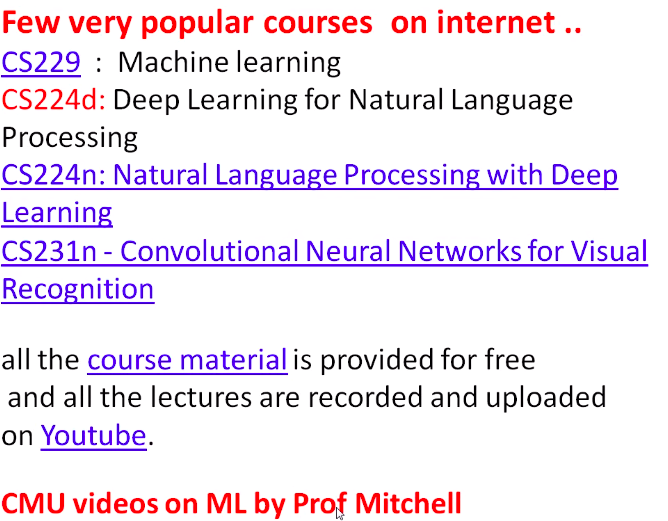 Few very popular courses  on internet ..
CS229  :  Machine learning
CS224d: Deep Learning for Natural Language
Processing
CS224n: Natural Language Processing with Deep
Learning
CS231n - Convolutional Neural Networks for Visual
Recognition
all the course material is provided for free
and all the lectures are recorded and uploaded
on Youtube.
CMU videos on ML by Prof Mitchell